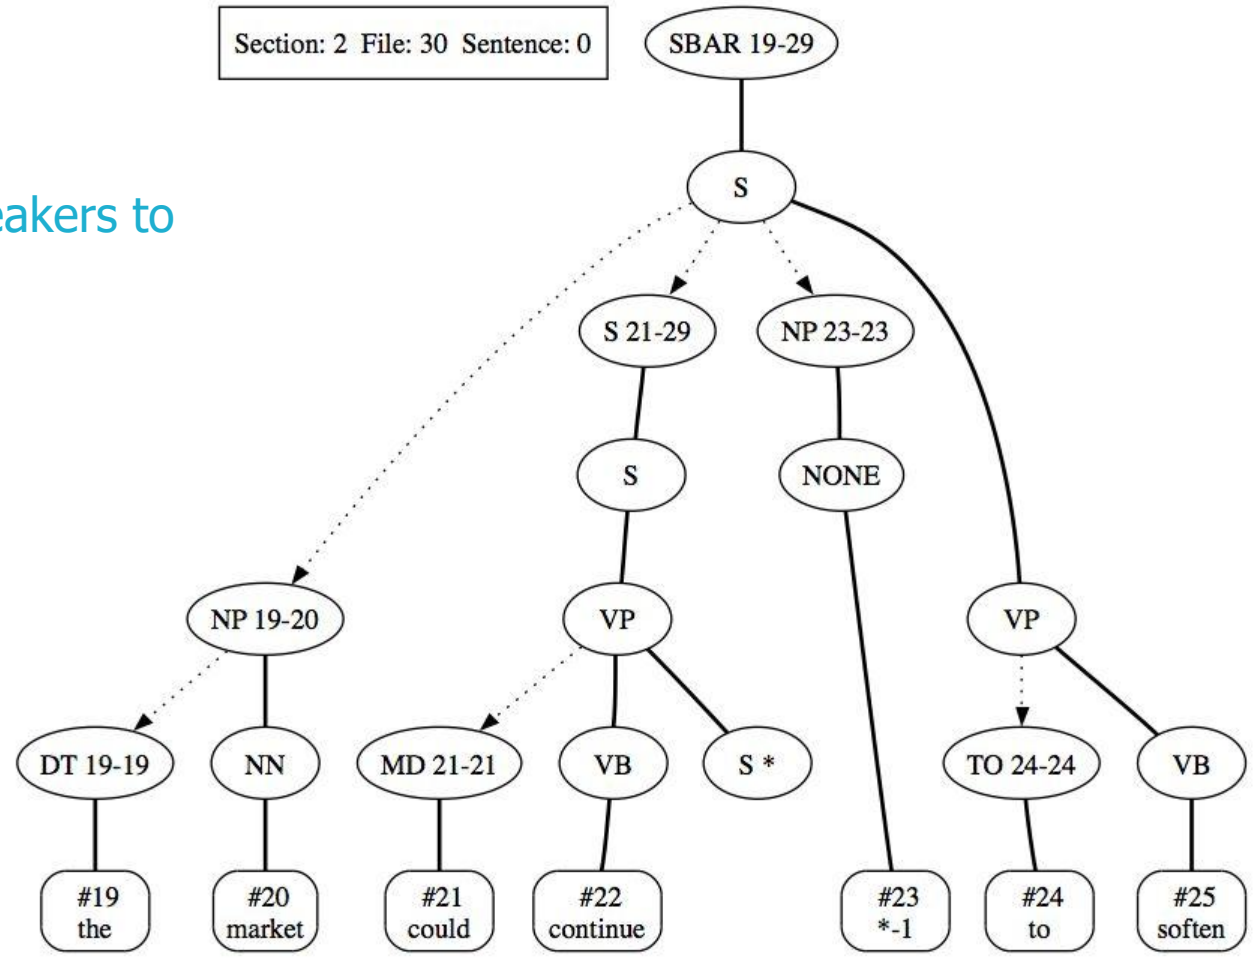 Section: 2 File: 30 Sentence: 0
SBAR 19-29
S
eakers to
S 21-29
NP 23-23
S
NONE
NP 19-20
VP
VP
DT 19-19
NN
MD 21-21
VB
S *
TO 24-24
VB
#19
the
#20
market
#21
could
#22
continue
#23
*-1
#24
to
#25
soften